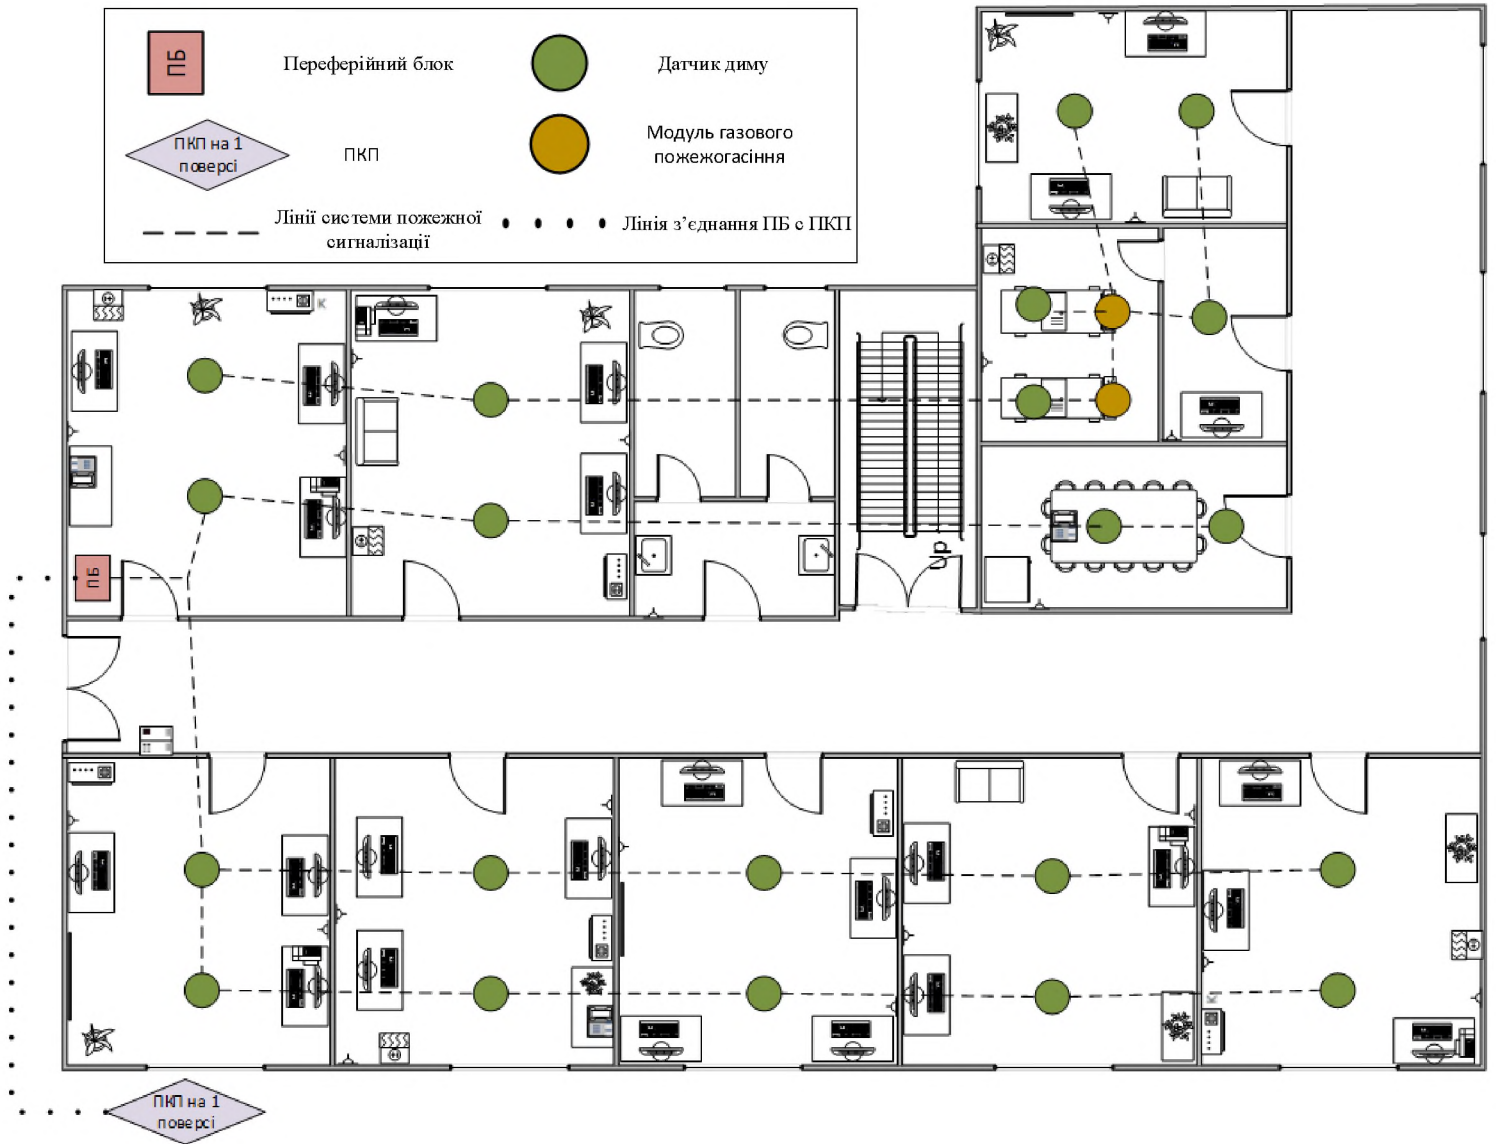 ПБ
Переферійний блок
Датчик диму
ПКП на 1
поверсі
ПКП
Модуль газового
пожежогасіння
Лінії системи пожежної
сигналізації
Лінія з’єднання ПБ с ПКП
K
Up
ПБ
K
ПКП на 1
поверсі